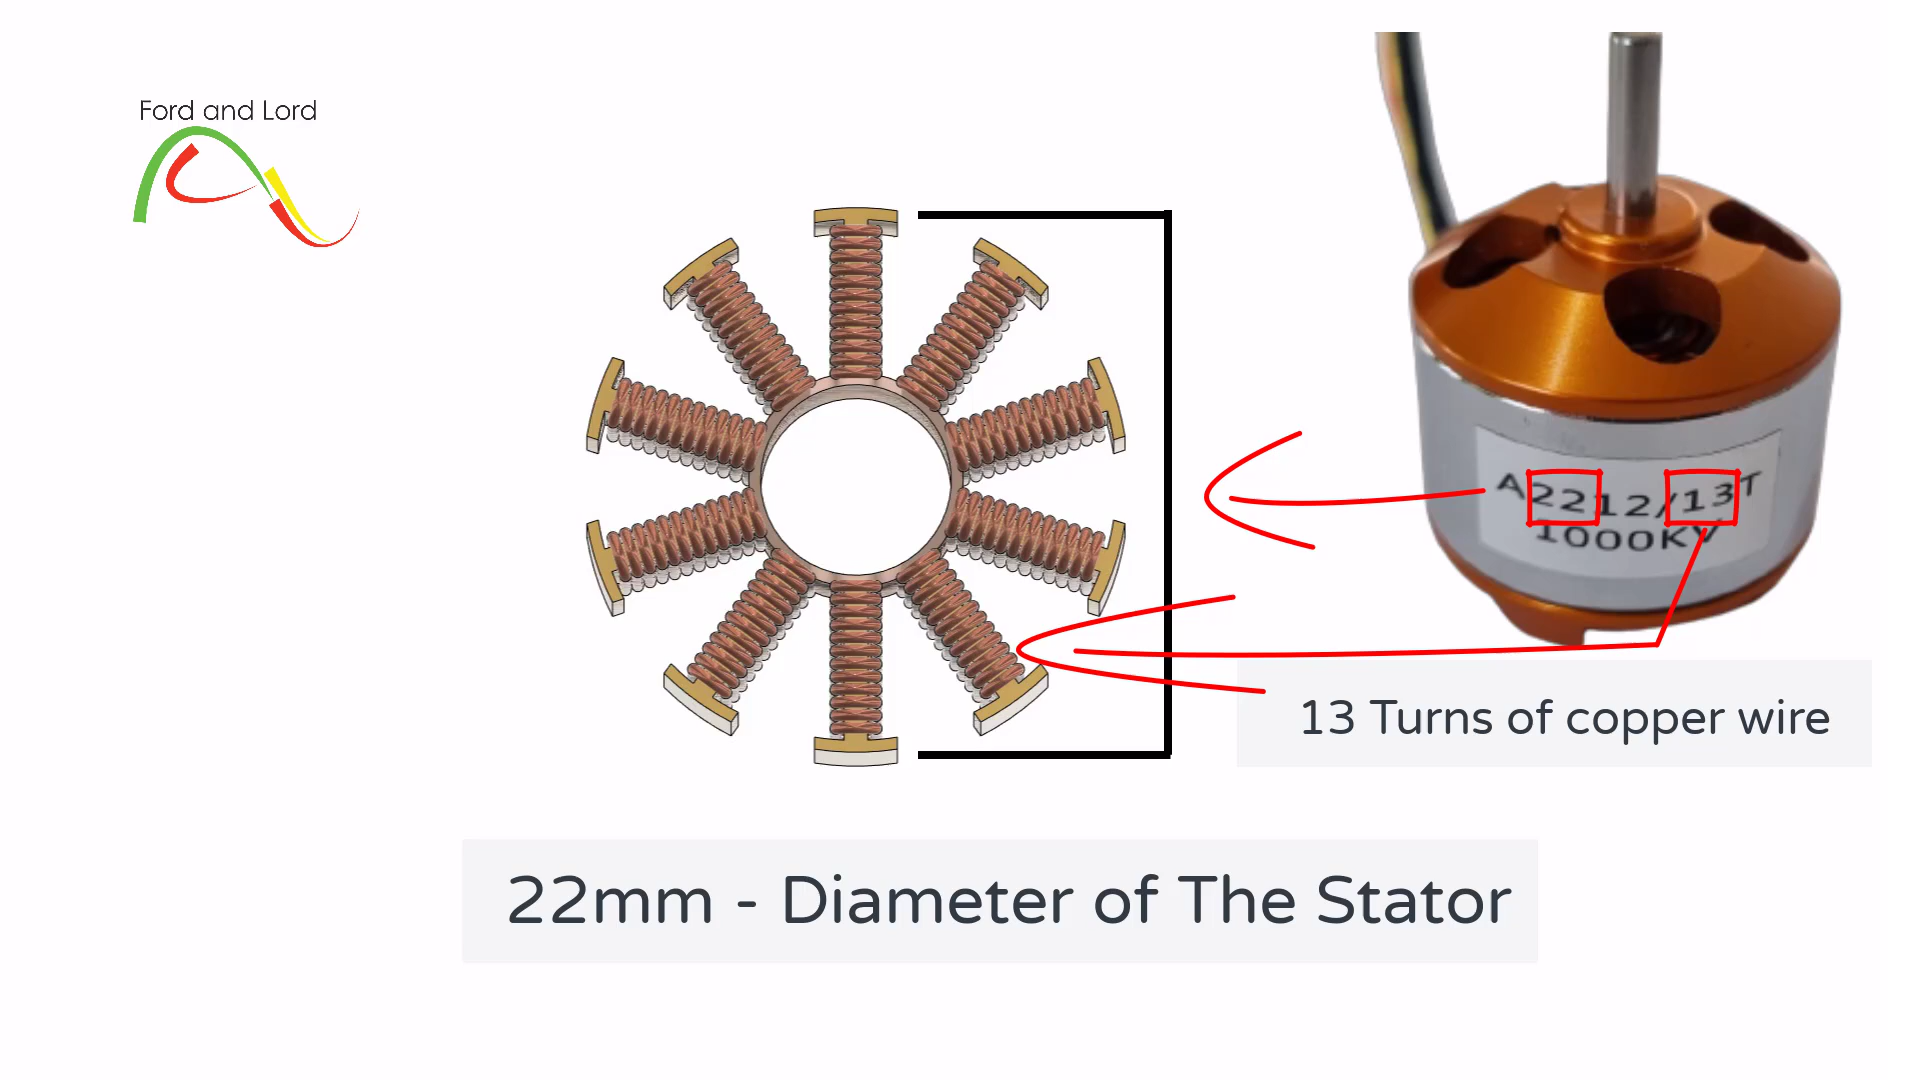 Ford and Lord
A2212/13T
1000KV
13 Turns of copper wire
22mm - Diameter of The Stator